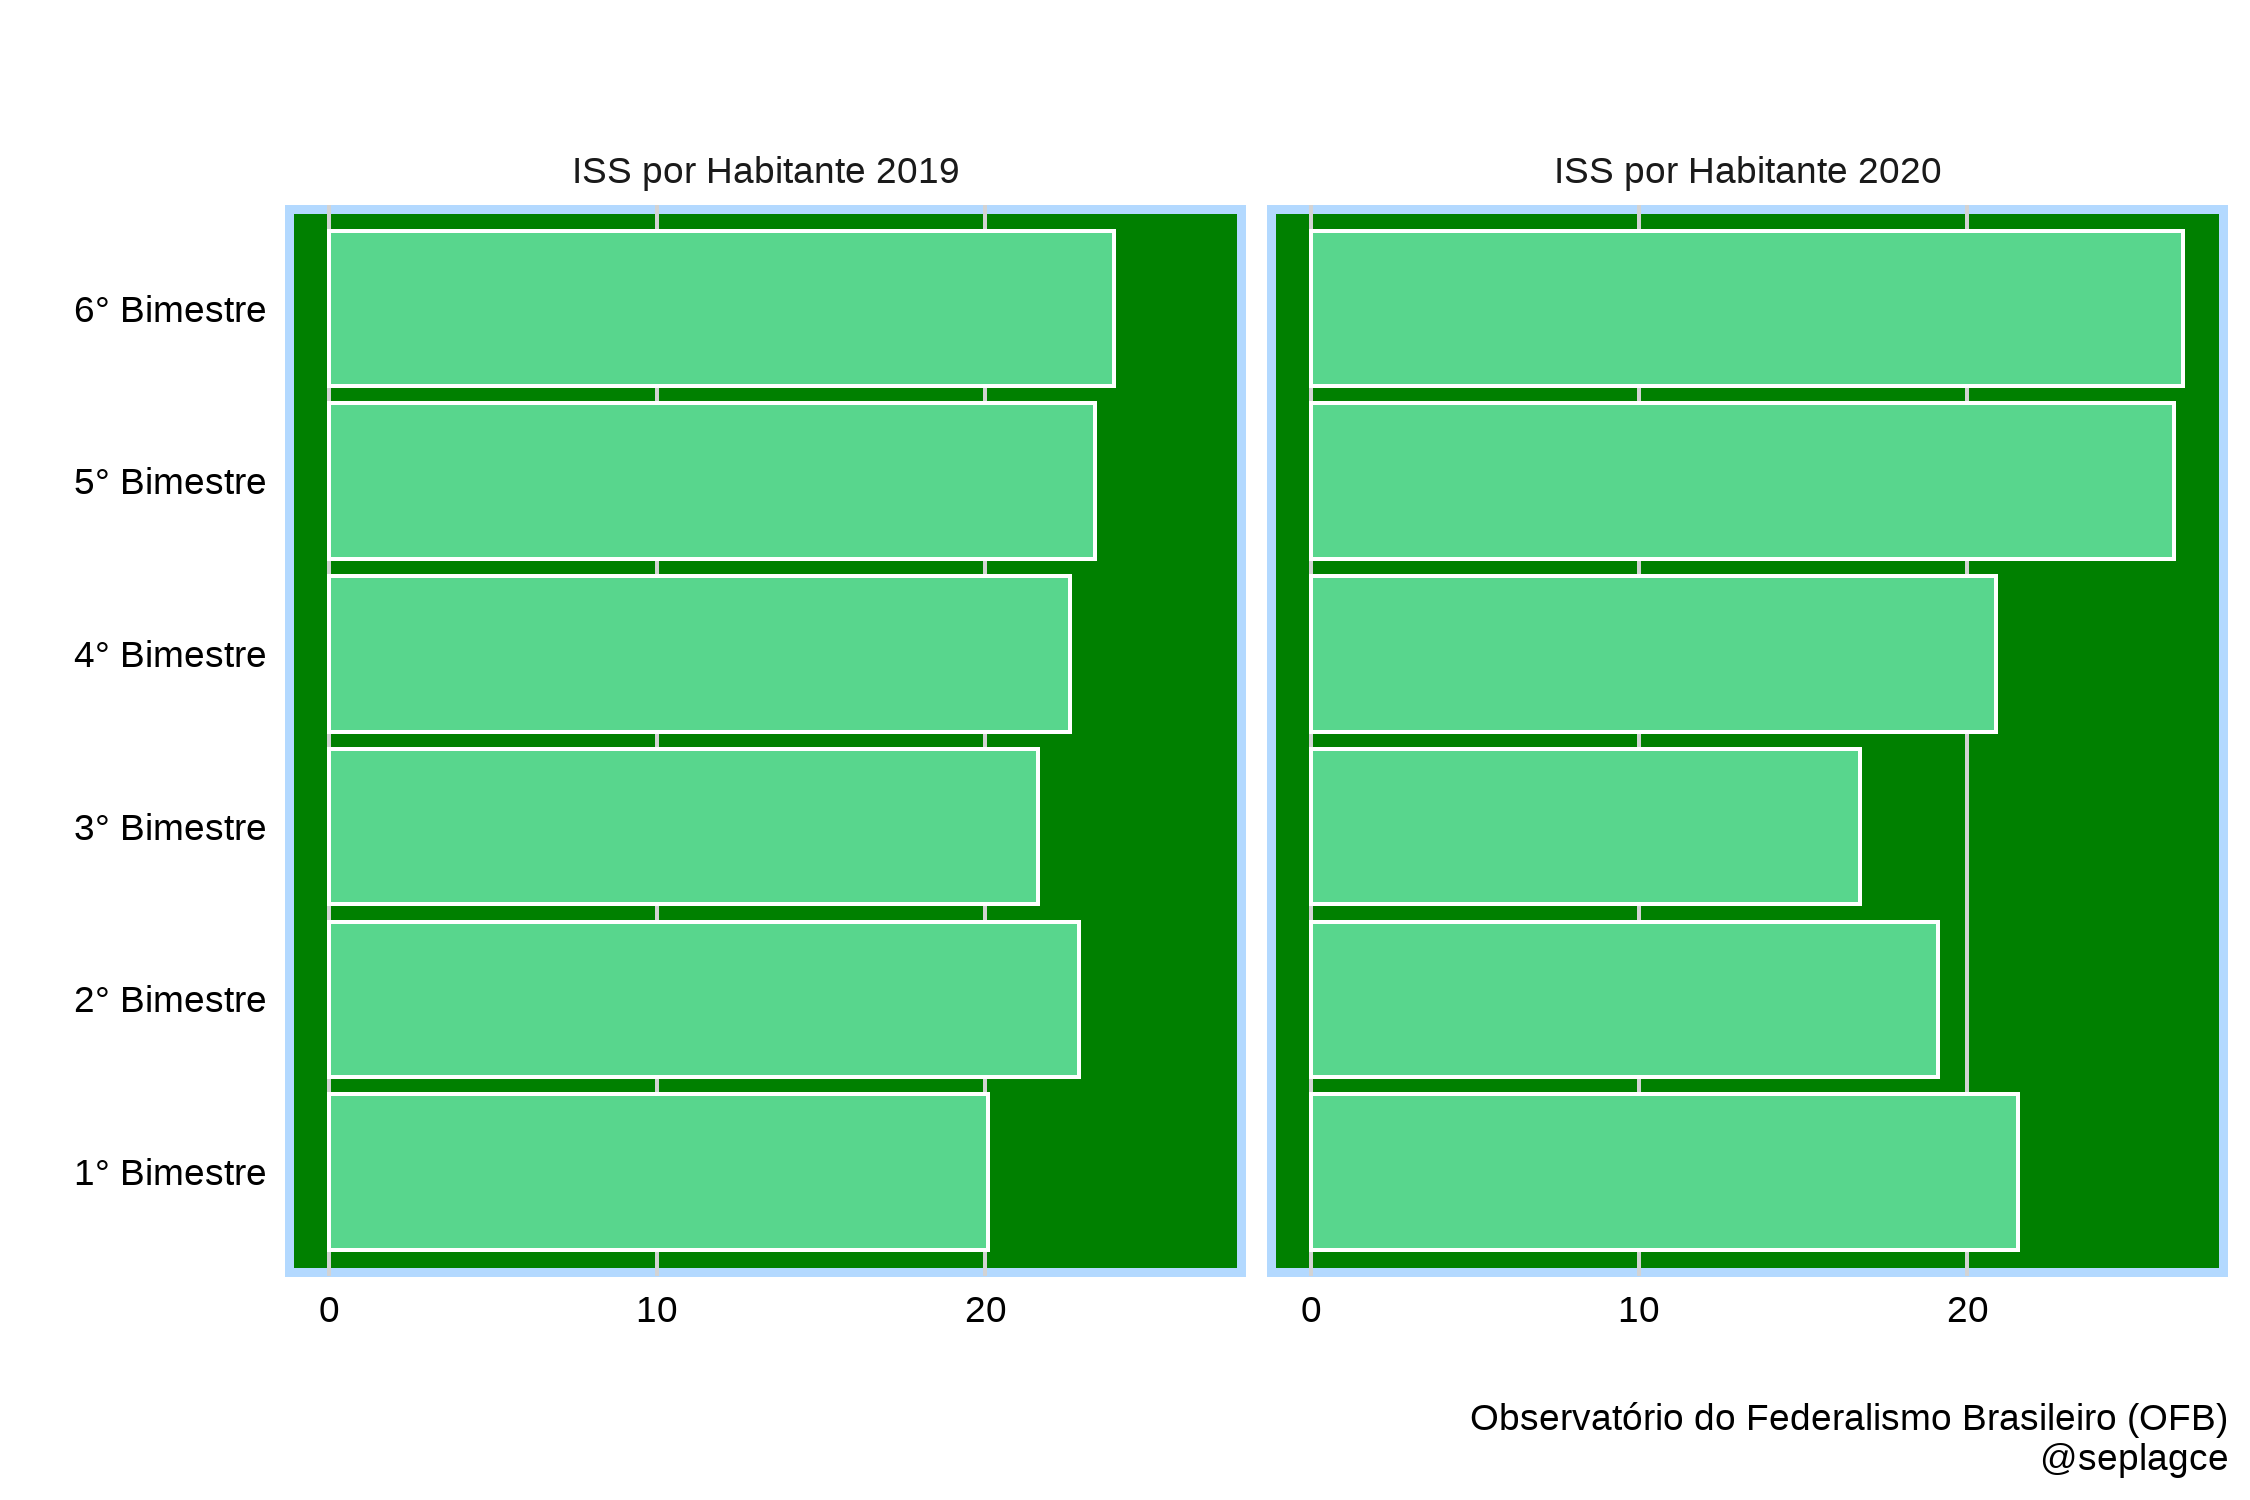 ISS por Habitante 2019
ISS por Habitante 2020
6° Bimestre
5° Bimestre
4° Bimestre
3° Bimestre
2° Bimestre
1° Bimestre
0 10 20
0 10 20
Observatório do Federalismo Brasileiro (OFB)
@seplagce